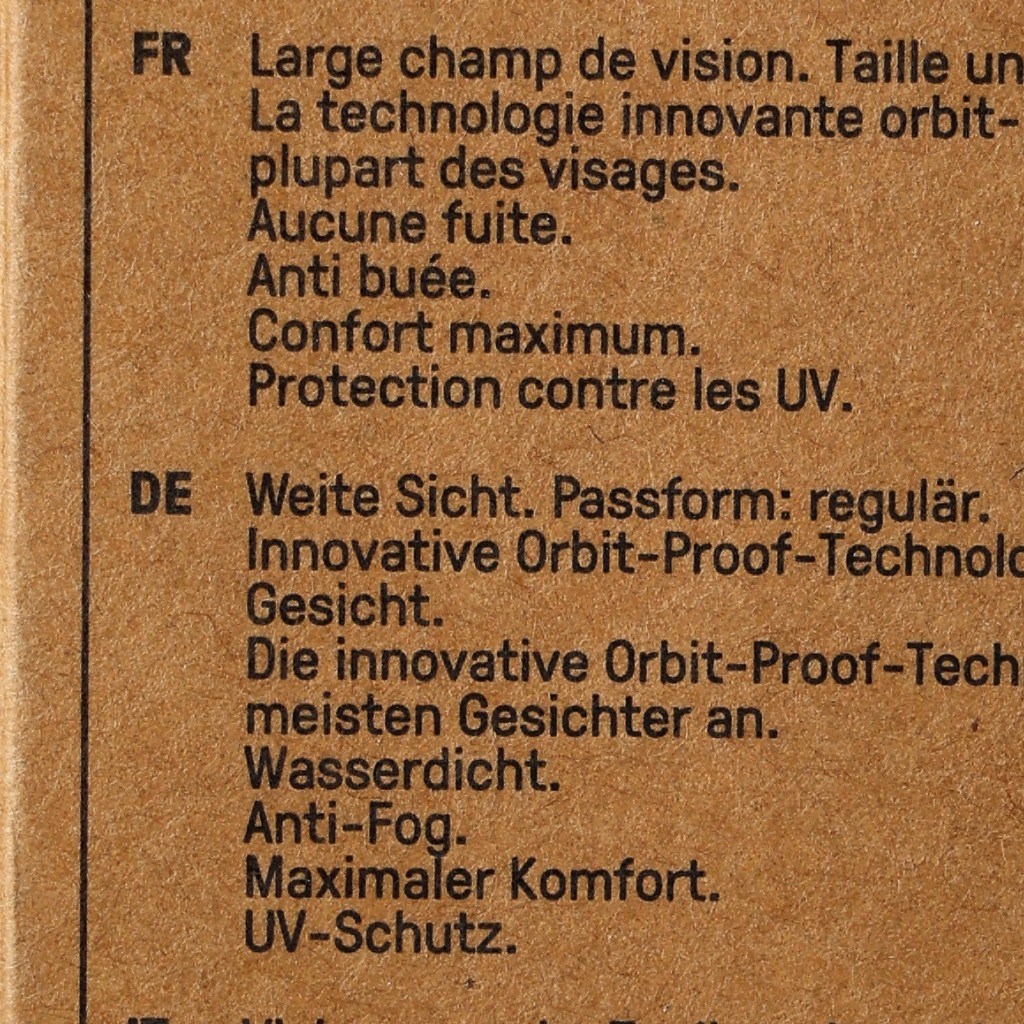 FR Large champ de vision. Taille un
La technologie innovante orbit-
plupart des visages.
Aucune fuite.
Anti buée.
Confort maximum.
Protection contre les UV.
DE Weite Sicht. Passform: regulär.
Innovative Orbit-Proof-Technolo
Gesicht.
Die innovative Orbit-Proof-Tech
meisten Gesichter an.
Wasserdicht.
Anti-Fog.
Maximaler Komfort.
UV-Schutz.